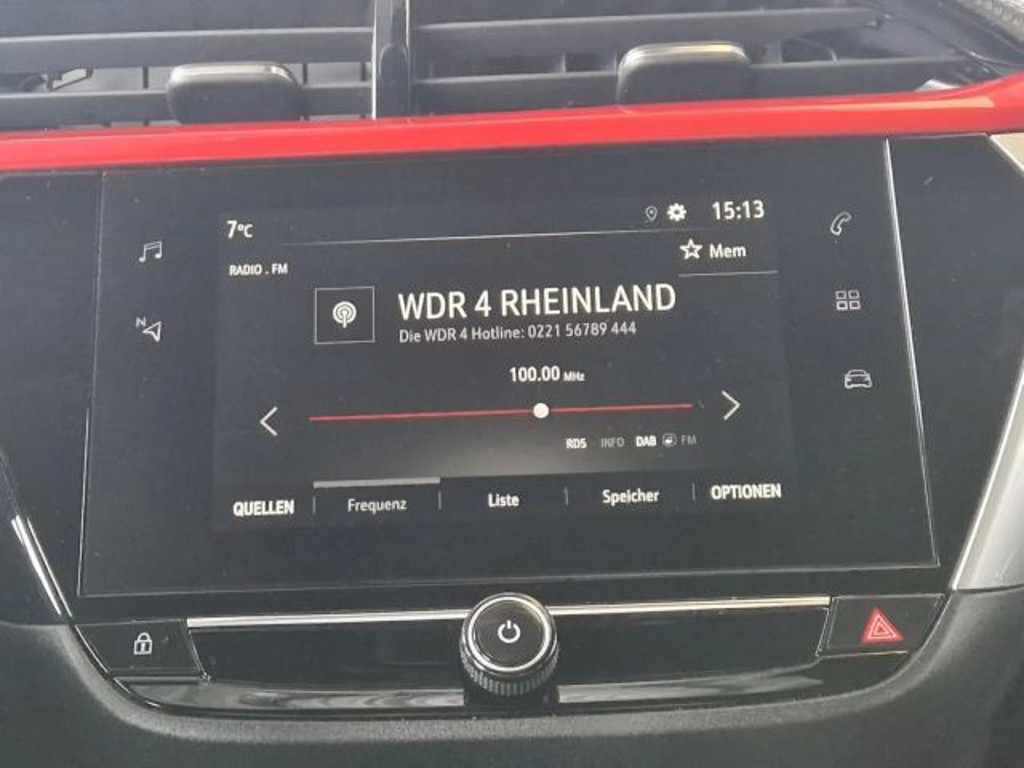 7°C 15:13
Mem
RADIO . FM
WDR 4 RHEINLAND
Die WDR 4 Hotline: 0221 56789 444
100.00 MHz
N
RDS INFO DAB FM
QUELLEN Frequenz Liste Speicher OPTIONEN